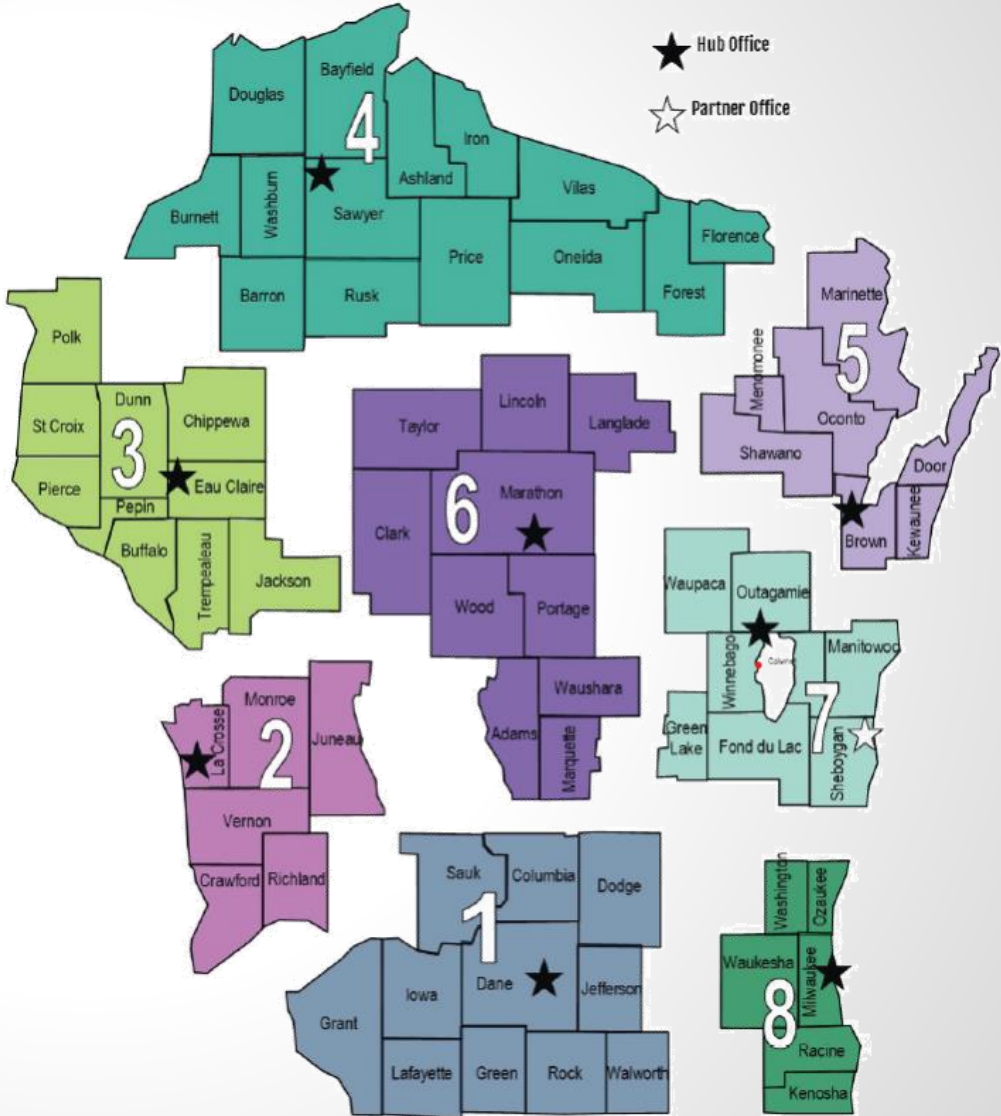 Hub Office
Partner Office
4
Douglas
Bayfield
Iron
Ashland
Burnett
Washburn
Sawyer
Vilas
Florence
Price
Oneida
Forest
Barron
Rusk
5
Marinette
Menomonee
Oconto
Shawano
Door
Brown
Kewaunee
3
Polk
Dunn
Chippewa
St Croix
Pierce
Eau Claire
Pepin
Buffalo
Trempealeau
Jackson
6
Lincoln
Taylor
Langlade
Marathon
Clark
Wood
Portage
Waushara
Adams
Marquette
7
Waupaca
Outagamie
Winnebago
Manitowoc
Green
Lake
Fond du Lac
Sheboygan
2
Monroe
La Crosse
Juneau
Vernon
Crawford
Richland
1
Sauk
Columbia
Dodge
Dane
Iowa
Jefferson
Grant
Lafayette
Green
Rock
Walworth
8
Washington
Ozaukee
Waukesha
Milwaukee
Racine
Kenosha